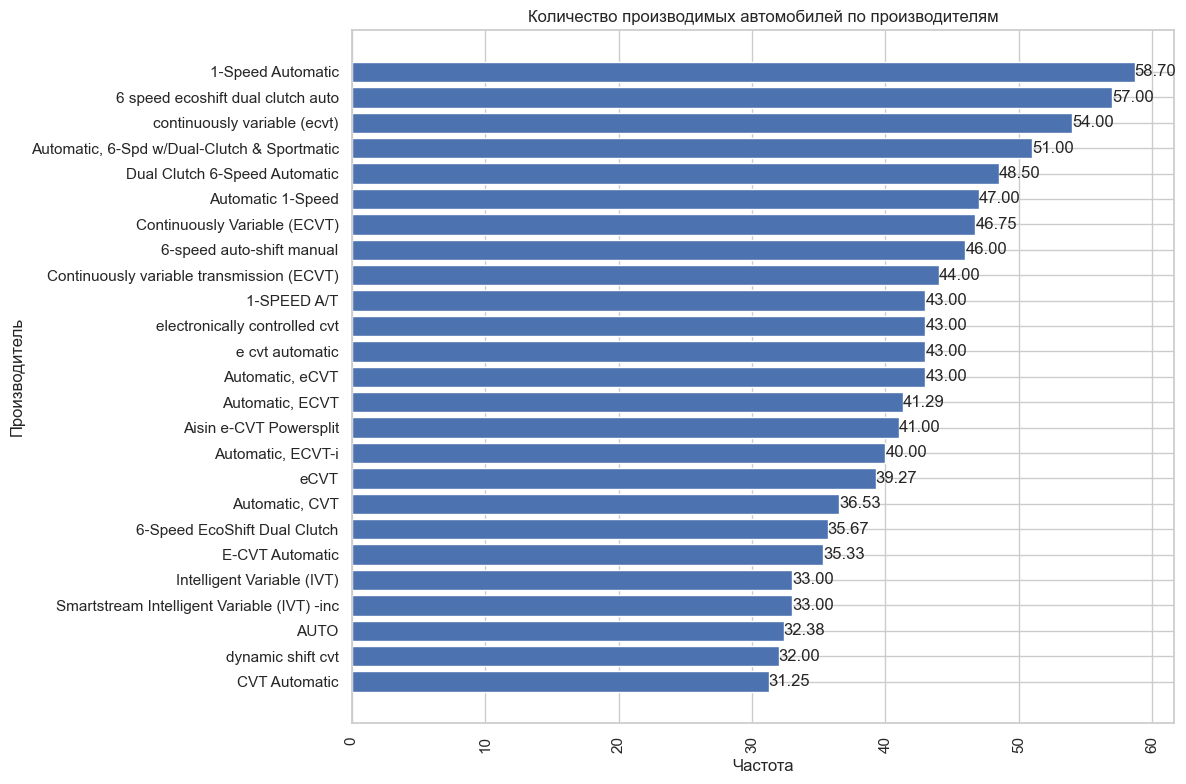 Количество производимых автомобилей по производителям
1-Speed Automatic 58.70
6 speed ecoshift dual clutch auto 57.00
continuously variable (ecvt) 54.00
Automatic, 6-Spd w/Dual-Clutch & Sportmatic 51.00
Dual Clutch 6-Speed Automatic 48.50
Automatic 1-Speed 47.00
Continuously Variable (ECVT) 46.75
6-speed auto-shift manual 46.00
Continuously variable transmission (ECVT) 44.00
1-SPEED A/T 43.00
electronically controlled cvt 43.00
e cvt automatic 43.00
Automatic, eCVT 43.00
Automatic, ECVT 41.29
Aisin e-CVT Powersplit 41.00
Automatic, ECVT-i 40.00
eCVT 39.27
Automatic, CVT 36.53
6-Speed EcoShift Dual Clutch 35.67
E-CVT Automatic 35.33
Intelligent Variable (IVT) 33.00
Smartstream Intelligent Variable (IVT) -inc 33.00
AUTO 32.38
dynamic shift cvt 32.00
CVT Automatic 31.25
Производитель
0 10 20 30 40 50 60
Частота